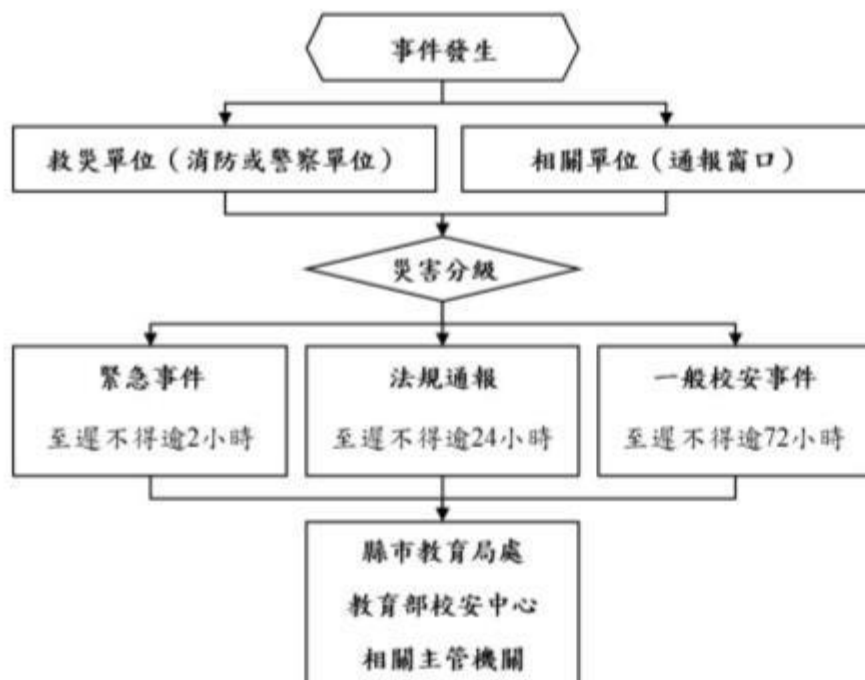 事件發生
救災單位（消防或警察單位）
相關單位（通報窗口）
災害分級
緊急事件
至遲不得逾2小時
法規通報
至遲不得逾24小時
一般校安事件
至遲不得逾72小時
縣市教育局處
教育部校安中心
相關主管機關